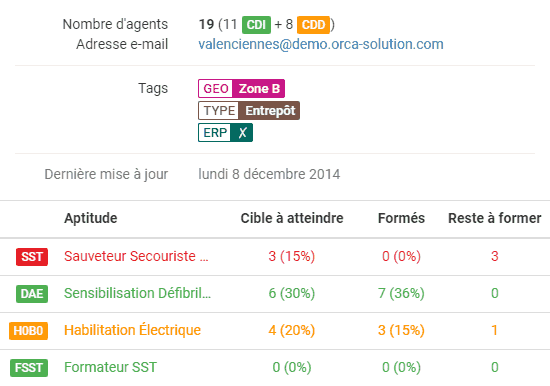 Nombre d'agents 19 (11 CDI + 8 CDD)
Adresse e-mail valenciennes@demo.orca-solution.com
Tags GEO Zone B
TYPE Entrepôt
ERP ✗
Dernière mise à jour lundi 8 décembre 2014
Aptitude Cible à atteindre Formés Reste à former
SST Sauveteur Secouriste ... 3 (15%) 0 (0%) 3
DAE Sensibilisation Défibril... 6 (30%) 7 (36%) 0
H0B0 Habilitation Électrique 4 (20%) 3 (15%) 1
FSST Formateur SST 0 (0%) 0 (0%) 0